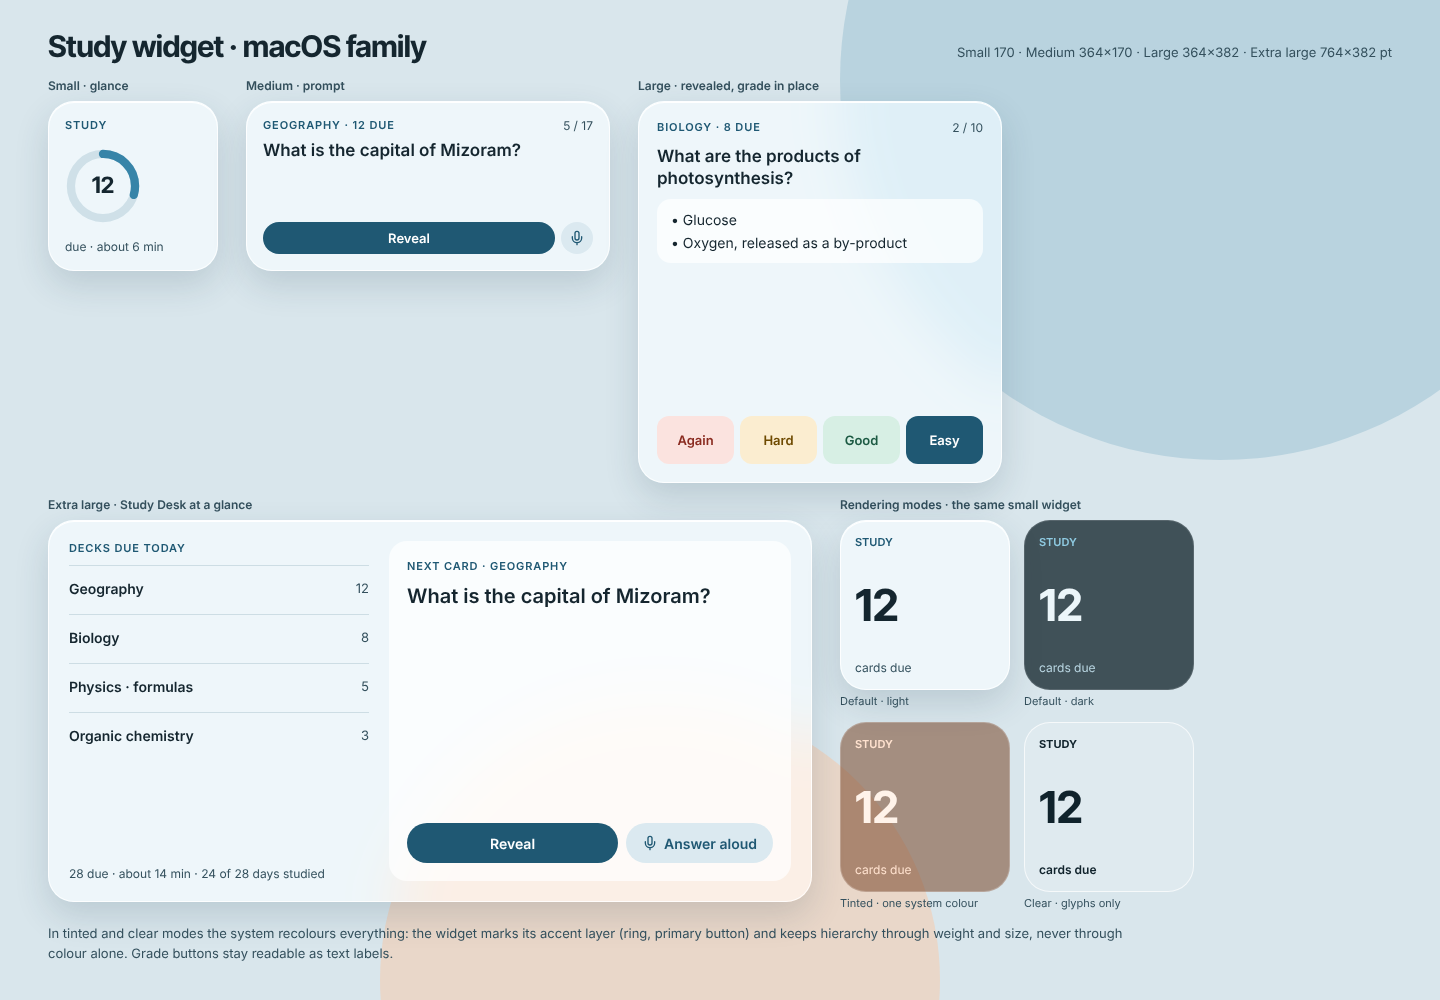 Study widget · macOS family
Small 170 · Medium 364×170 · Large 364×382 · Extra large 764×382 pt
Small · glance
STUDY
12
due · about 6 min
Medium · prompt
GEOGRAPHY · 12 DUE
5 / 17
What is the capital of Mizoram?
Reveal
Large · revealed, grade in place
BIOLOGY · 8 DUE
2 / 10
What are the products of
photosynthesis?
• Glucose
• Oxygen, released as a by-product
Again
Hard
Good
Easy
Extra large · Study Desk at a glance
DECKS DUE TODAY
Geography 12
Biology 8
Physics · formulas 5
Organic chemistry 3
28 due · about 14 min · 24 of 28 days studied
NEXT CARD · GEOGRAPHY
What is the capital of Mizoram?
Reveal
Answer aloud
Rendering modes · the same small widget
STUDY
12
cards due
Default · light
STUDY
12
cards due
Default · dark
STUDY
12
cards due
Tinted · one system colour
STUDY
12
cards due
Clear · glyphs only
In tinted and clear modes the system recolours everything: the widget marks its accent layer (ring, primary button) and keeps hierarchy through weight and size, never through
colour alone. Grade buttons stay readable as text labels.